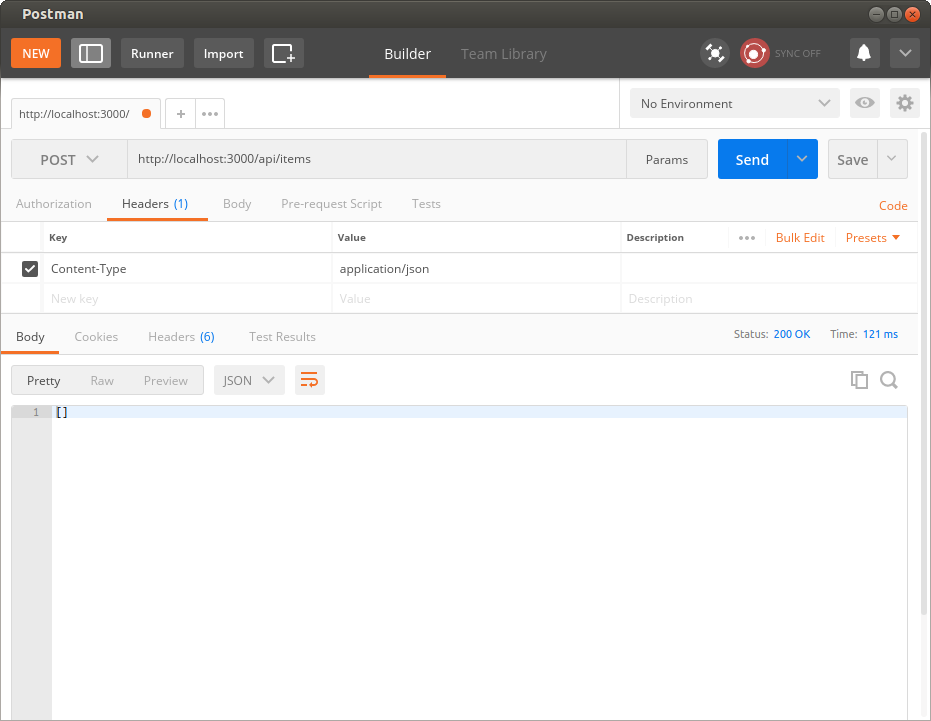 Postman
NEW Runner Import Builder Team Library SYNC OFF
http://localhost:3000/ + ••• No Environment
POST http://localhost:3000/api/items Params Send Save
Authorization Headers (1) Body Pre-request Script Tests Code
Key Value Description ••• Bulk Edit Presets
Content-Type application/json
New key Value Description
Body Cookies Headers (6) Test Results Status: 200 OK Time: 121 ms
Pretty Raw Preview JSON
1 []